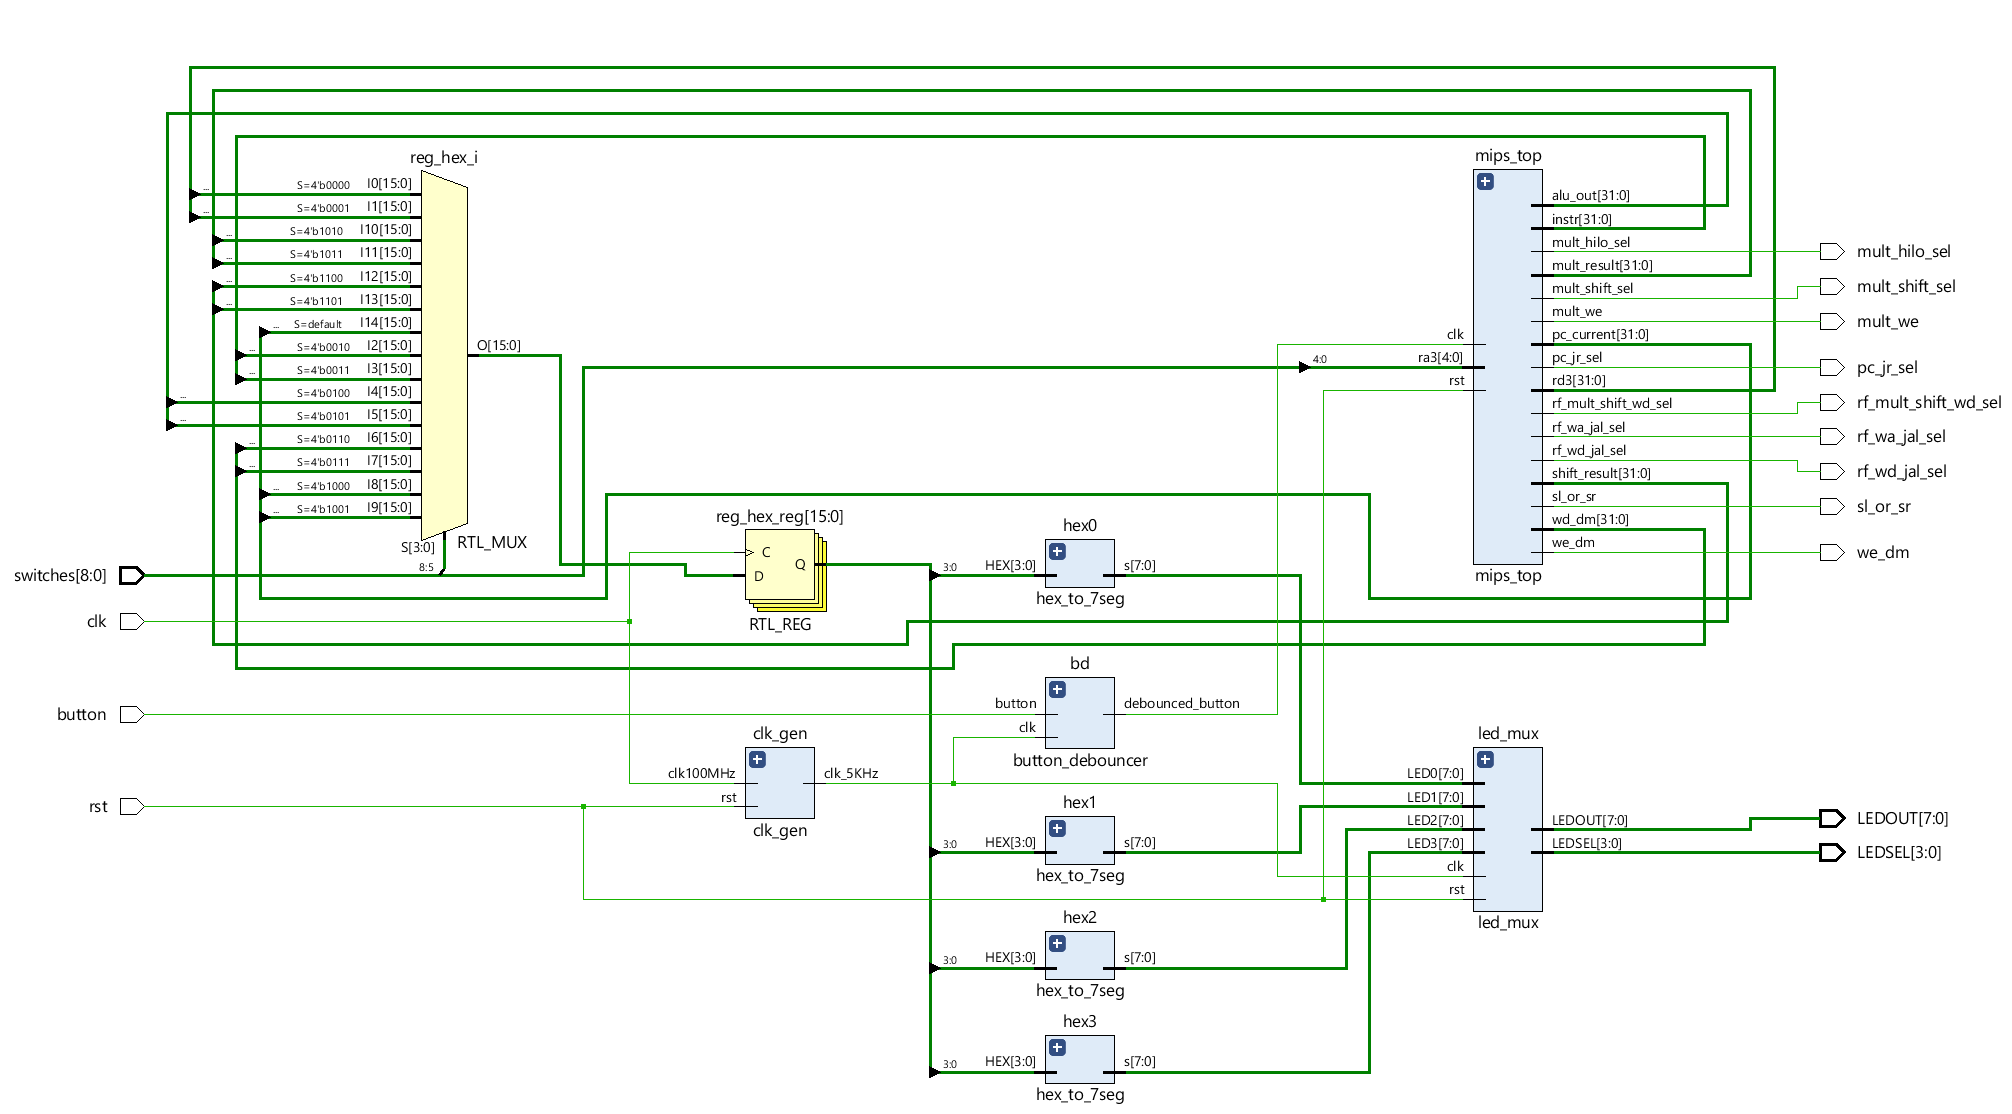 reg_hex_i
... S=4'b0000 I0[15:0]
... S=4'b0001 I1[15:0]
... S=4'b1010 I10[15:0]
... S=4'b1011 I11[15:0]
... S=4'b1100 I12[15:0]
... S=4'b1101 I13[15:0]
... S=default I14[15:0]
... S=4'b0010 I2[15:0]
... S=4'b0011 I3[15:0]
... S=4'b0100 I4[15:0]
... S=4'b0101 I5[15:0]
... S=4'b0110 I6[15:0]
... S=4'b0111 I7[15:0]
... S=4'b1000 I8[15:0]
... S=4'b1001 I9[15:0]
O[15:0]
S[3:0]
RTL_MUX
8:5
switches[8:0]
clk
button
rst
reg_hex_reg[15:0]
C
D
Q
RTL_REG
clk_gen
clk100MHz
rst
clk_5KHz
clk_gen
hex0
3:0
HEX[3:0]
s[7:0]
hex_to_7seg
bd
button
clk
debounced_button
button_debouncer
hex1
3:0
HEX[3:0]
s[7:0]
hex_to_7seg
hex2
3:0
HEX[3:0]
s[7:0]
hex_to_7seg
hex3
3:0
HEX[3:0]
s[7:0]
hex_to_7seg
mips_top
clk
4:0
ra3[4:0]
rst
alu_out[31:0]
instr[31:0]
mult_hilo_sel
mult_result[31:0]
mult_shift_sel
mult_we
pc_current[31:0]
pc_jr_sel
rd3[31:0]
rf_mult_shift_wd_sel
rf_wa_jal_sel
rf_wd_jal_sel
shift_result[31:0]
sl_or_sr
wd_dm[31:0]
we_dm
mips_top
led_mux
LED0[7:0]
LED1[7:0]
LED2[7:0]
LED3[7:0]
clk
rst
LEDOUT[7:0]
LEDSEL[3:0]
led_mux
mult_hilo_sel
mult_shift_sel
mult_we
pc_jr_sel
rf_mult_shift_wd_sel
rf_wa_jal_sel
rf_wd_jal_sel
sl_or_sr
we_dm
LEDOUT[7:0]
LEDSEL[3:0]